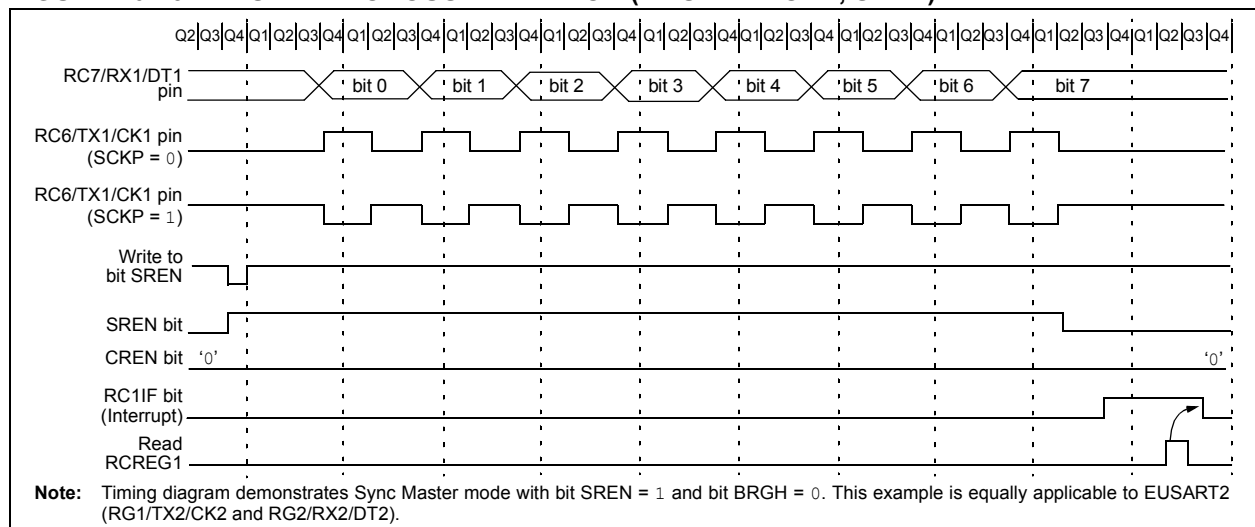 Q2 Q3 Q4 Q1 Q2 Q3 Q4 Q1 Q2 Q3 Q4 Q1 Q2 Q3 Q4 Q1 Q2 Q3 Q4 Q1 Q2 Q3 Q4 Q1 Q2 Q3 Q4 Q1 Q2 Q3 Q4 Q1 Q2 Q3 Q4 Q1 Q2 Q3 Q4 Q1 Q2 Q3 Q4
RC7/RX1/DT1
pin
bit 0 bit 1 bit 2 bit 3 bit 4 bit 5 bit 6 bit 7
RC6/TX1/CK1 pin
(SCKP = 0)
RC6/TX1/CK1 pin
(SCKP = 1)
Write to
bit SREN
SREN bit
CREN bit ‘0’ ‘0’
RC1IF bit
(Interrupt)
Read
RCREG1
Note: Timing diagram demonstrates Sync Master mode with bit SREN = 1 and bit BRGH = 0. This example is equally applicable to EUSART2
(RG1/TX2/CK2 and RG2/RX2/DT2).